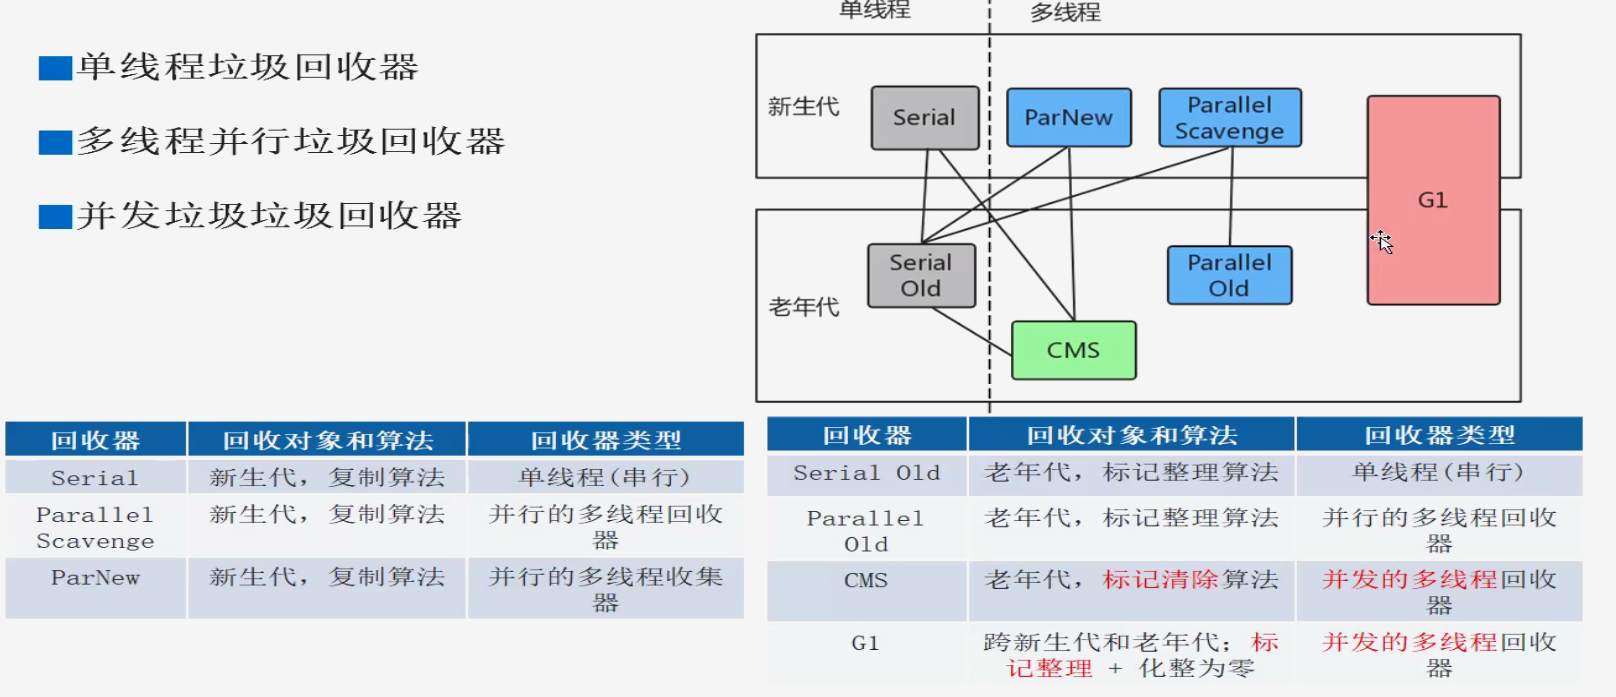 单线程垃圾回收器
多线程并行垃圾回收器
并发垃圾垃圾回收器
单线程
多线程
新生代
Serial
ParNew
Parallel
Scavenge
G1
老年代
Serial
Old
Parallel
Old
CMS
回收器 回收对象和算法 回收器类型
Serial 新生代，复制算法 单线程(串行)
Parallel 新生代，复制算法 并行的多线程回收
Scavenge 器
ParNew 新生代，复制算法 并行的多线程收集
器
回收器 回收对象和算法 回收器类型
Serial Old 老年代，标记整理算法 单线程(串行)
Parallel 老年代，标记整理算法 并行的多线程回收
Old 器
CMS 老年代，标记清除算法 并发的多线程回收
器
G1 跨新生代和老年代；标 并发的多线程回收
记整理 + 化整为零 器